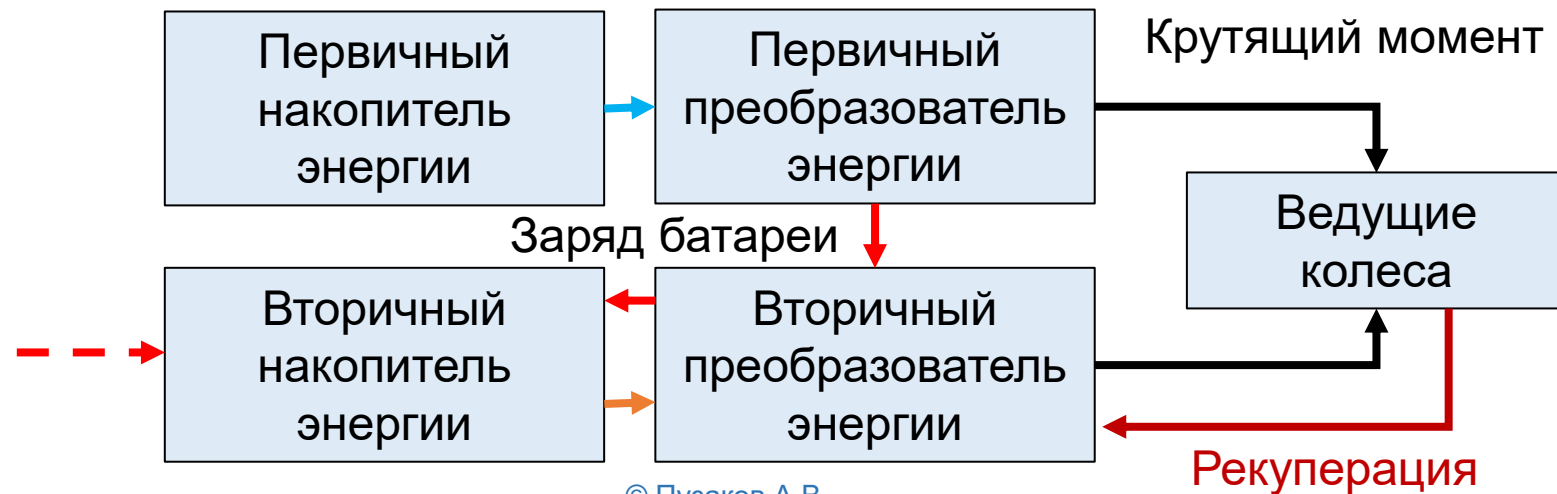 Первичный
накопитель
энергии
Первичный
преобразователь
энергии
Крутящий момент
Ведущие
колеса
Заряд батареи
Вторичный
накопитель
энергии
Вторичный
преобразователь
энергии
Рекуперация
© Пузаков А.В.